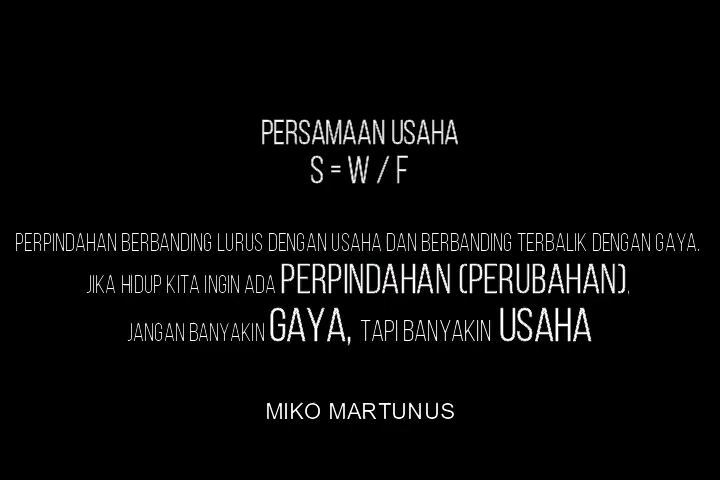 PERSAMAAN USAHA
S = W / F
PERPINDAHAN BERBANDING LURUS DENGAN USAHA DAN BERBANDING TERBALIK DENGAN GAYA.
JIKA HIDUP KITA INGIN ADA PERPINDAHAN (PERUBAHAN),
JANGAN BANYAKIN GAYA, TAPI BANYAKIN USAHA
MIKO MARTUNUS